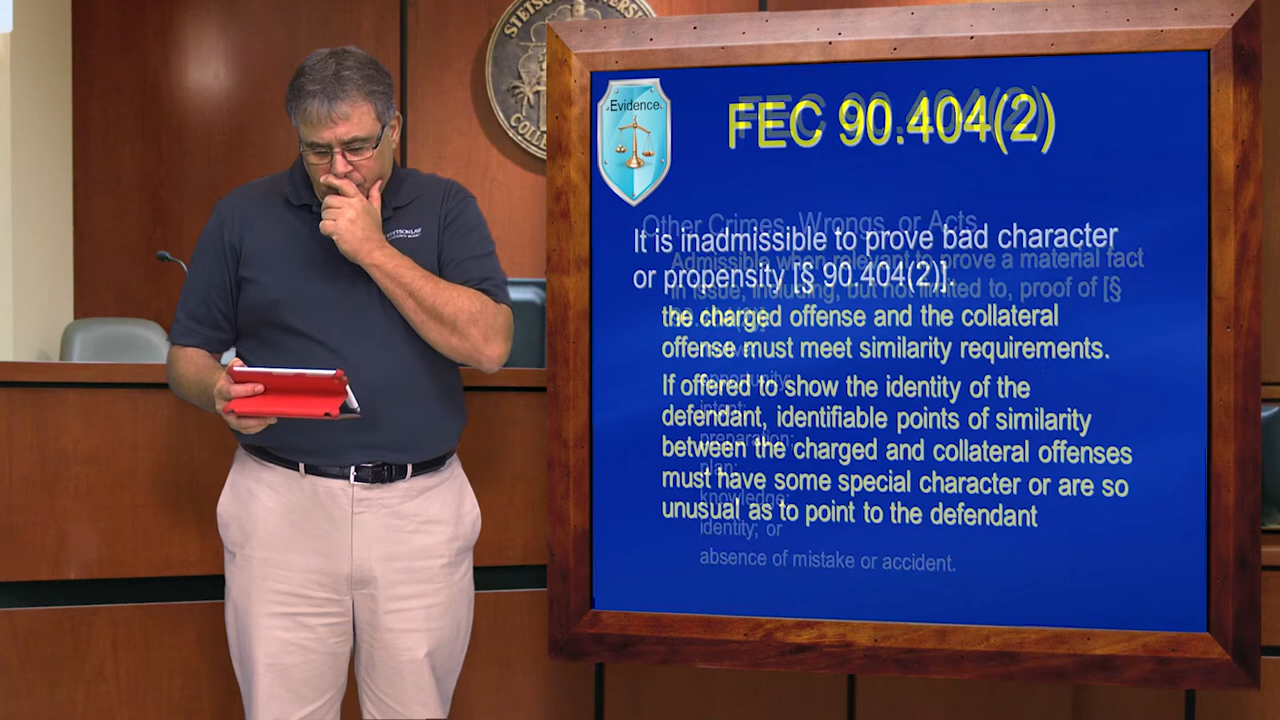 STETSON UNIVERSITY
COLLE
STETSON LAW
Evidence
FEC 90.404(2)
Other Crimes, Wrongs, or Acts
It is inadmissible to prove bad character
Admissible when relevant to prove a material fact
or propensity [§ 90.404(2)].
in issue, including, but not limited to, proof of [§
the charged offense and the collateral
offense must meet similarity requirements.
opportunity;
If offered to show the identity of the
intent;
defendant, identifiable points of similarity
preparation;
between the charged and collateral offenses
plan;
must have some special character or are so
knowledge;
unusual as to point to the defendant
identity; or
absence of mistake or accident.